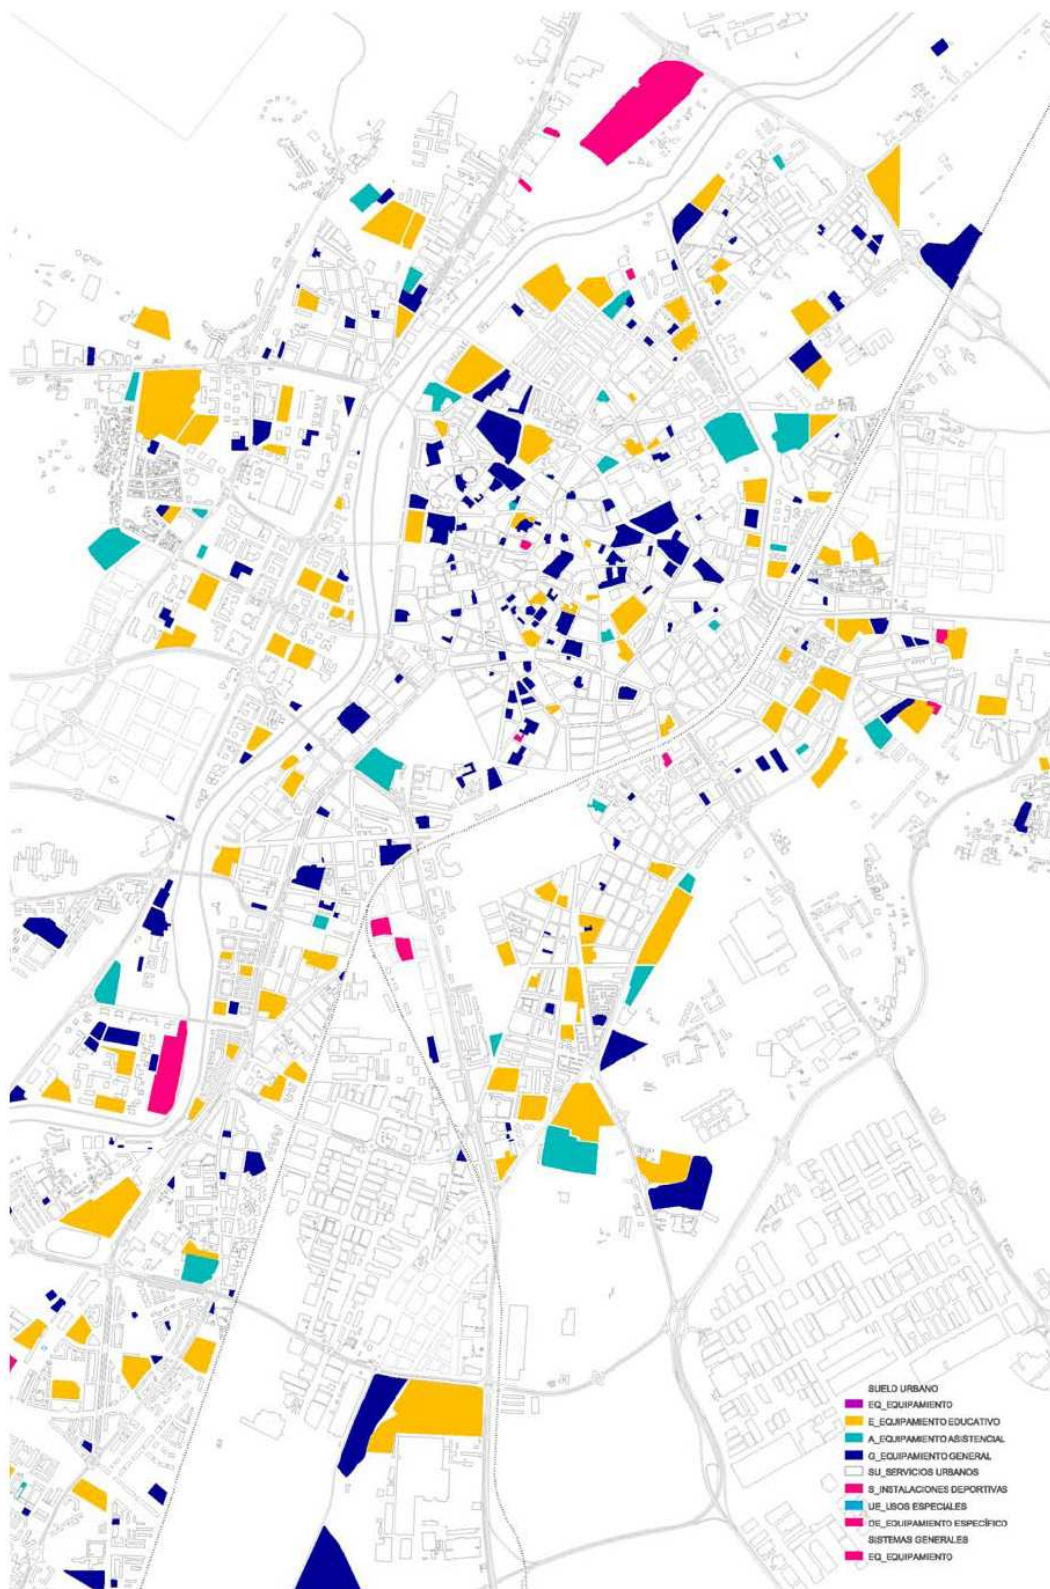 SUELO URBANO
EQ_EQUIPAMIENTO
E_EQUIPAMIENTO EDUCATIVO
A_EQUIPAMIENTO ASISTENCIAL
G_EQUIPAMIENTO GENERAL
SU_SERVICIOS URBANOS
S_INSTALACIONES DEPORTIVAS
UE_USOS ESPECIALES
DE_EQUIPAMIENTO ESPECÍFICO
SISTEMAS GENERALES
EQ_EQUIPAMIENTO